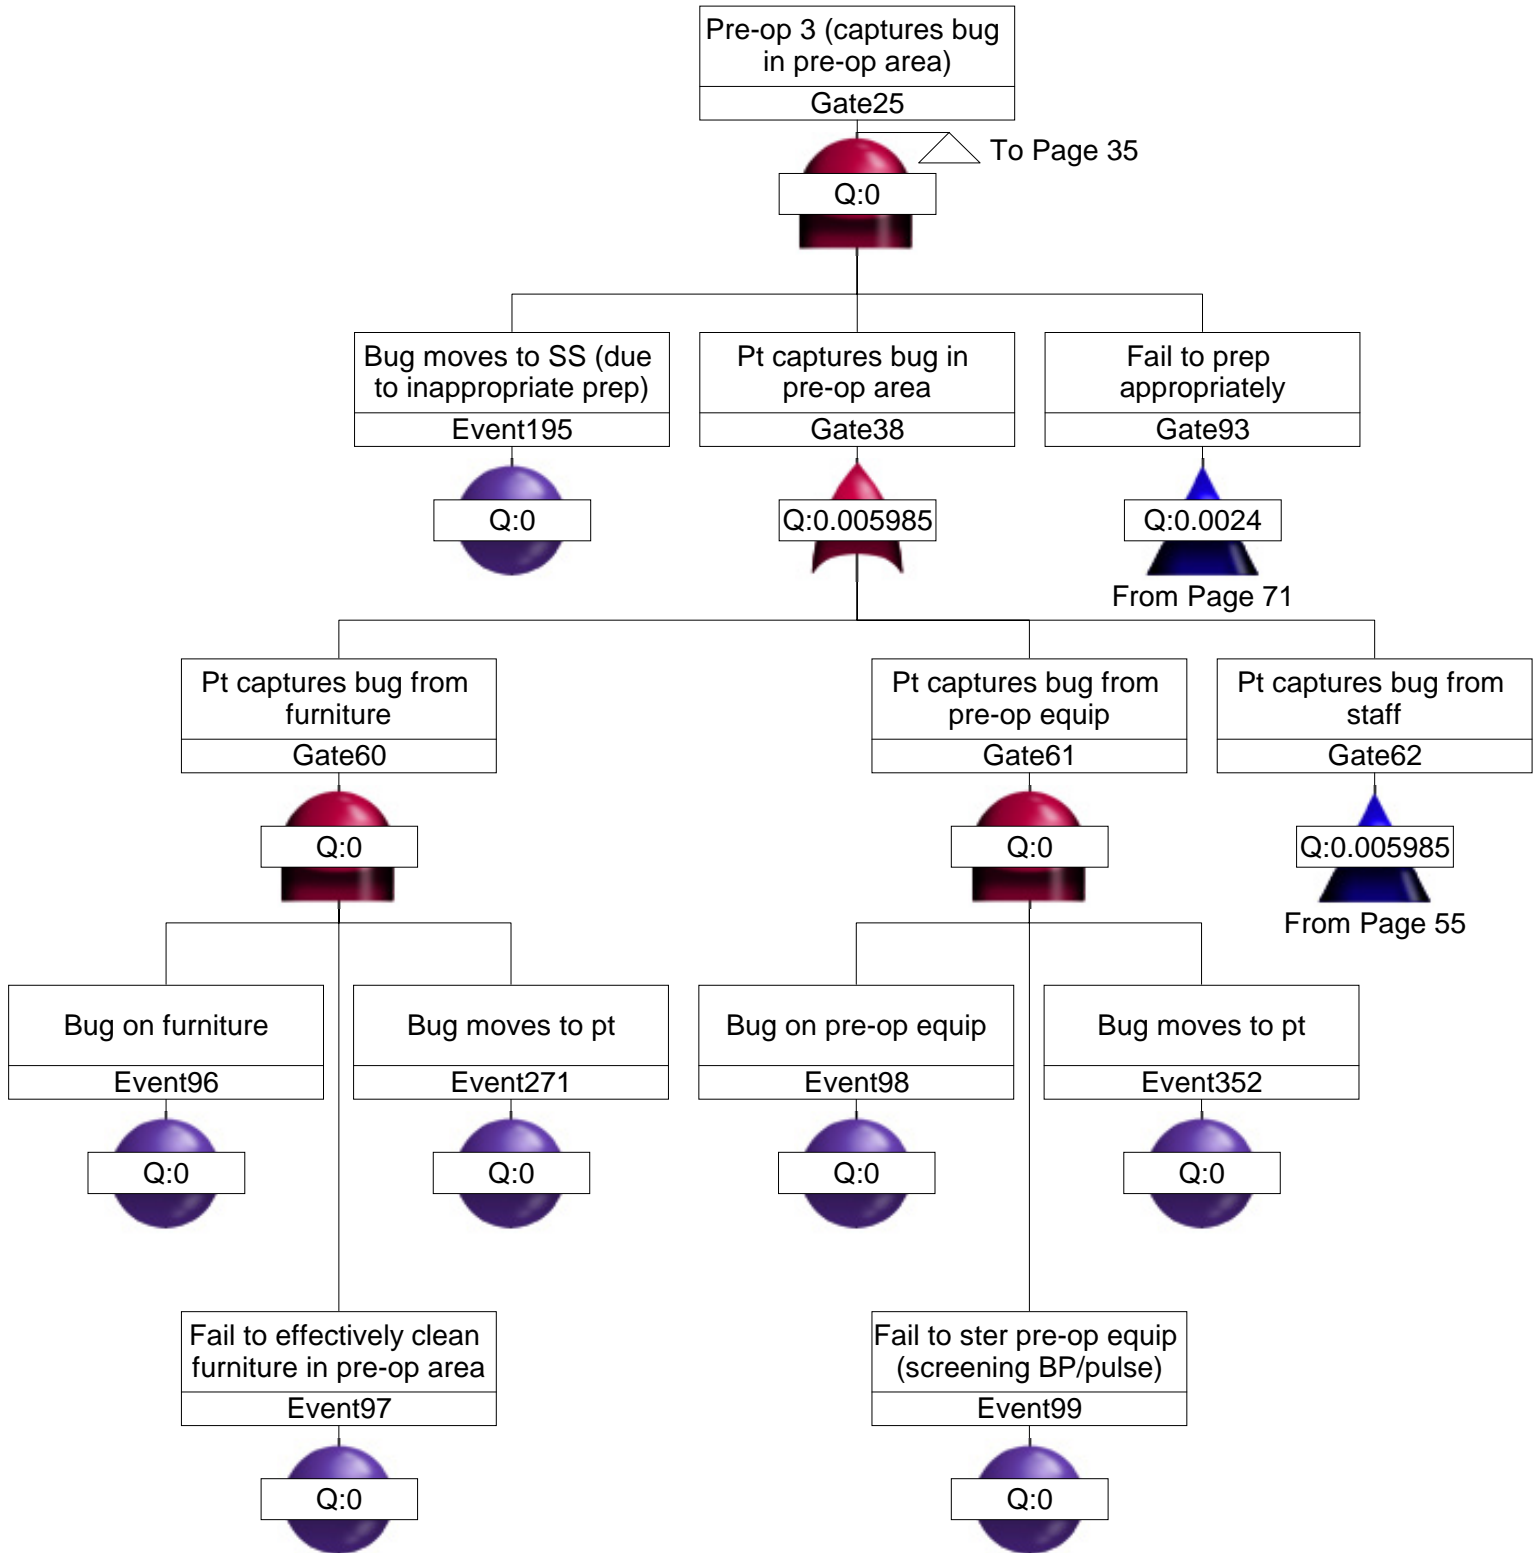 Pre-op 3 (captures bug
in pre-op area)
Gate25
To Page 35
Q:0
Bug moves to SS (due
to inappropriate prep)
Event195
Q:0
Pt captures bug in
pre-op area
Gate38
Q:0.005985
Fail to prep
appropriately
Gate93
Q:0.0024
From Page 71
Pt captures bug from
furniture
Gate60
Q:0
Pt captures bug from
pre-op equip
Gate61
Q:0
Pt captures bug from
staff
Gate62
Q:0.005985
From Page 55
Bug on furniture
Event96
Q:0
Bug moves to pt
Event271
Q:0
Bug on pre-op equip
Event98
Q:0
Bug moves to pt
Event352
Q:0
Fail to effectively clean
furniture in pre-op area
Event97
Q:0
Fail to ster pre-op equip
(screening BP/pulse)
Event99
Q:0